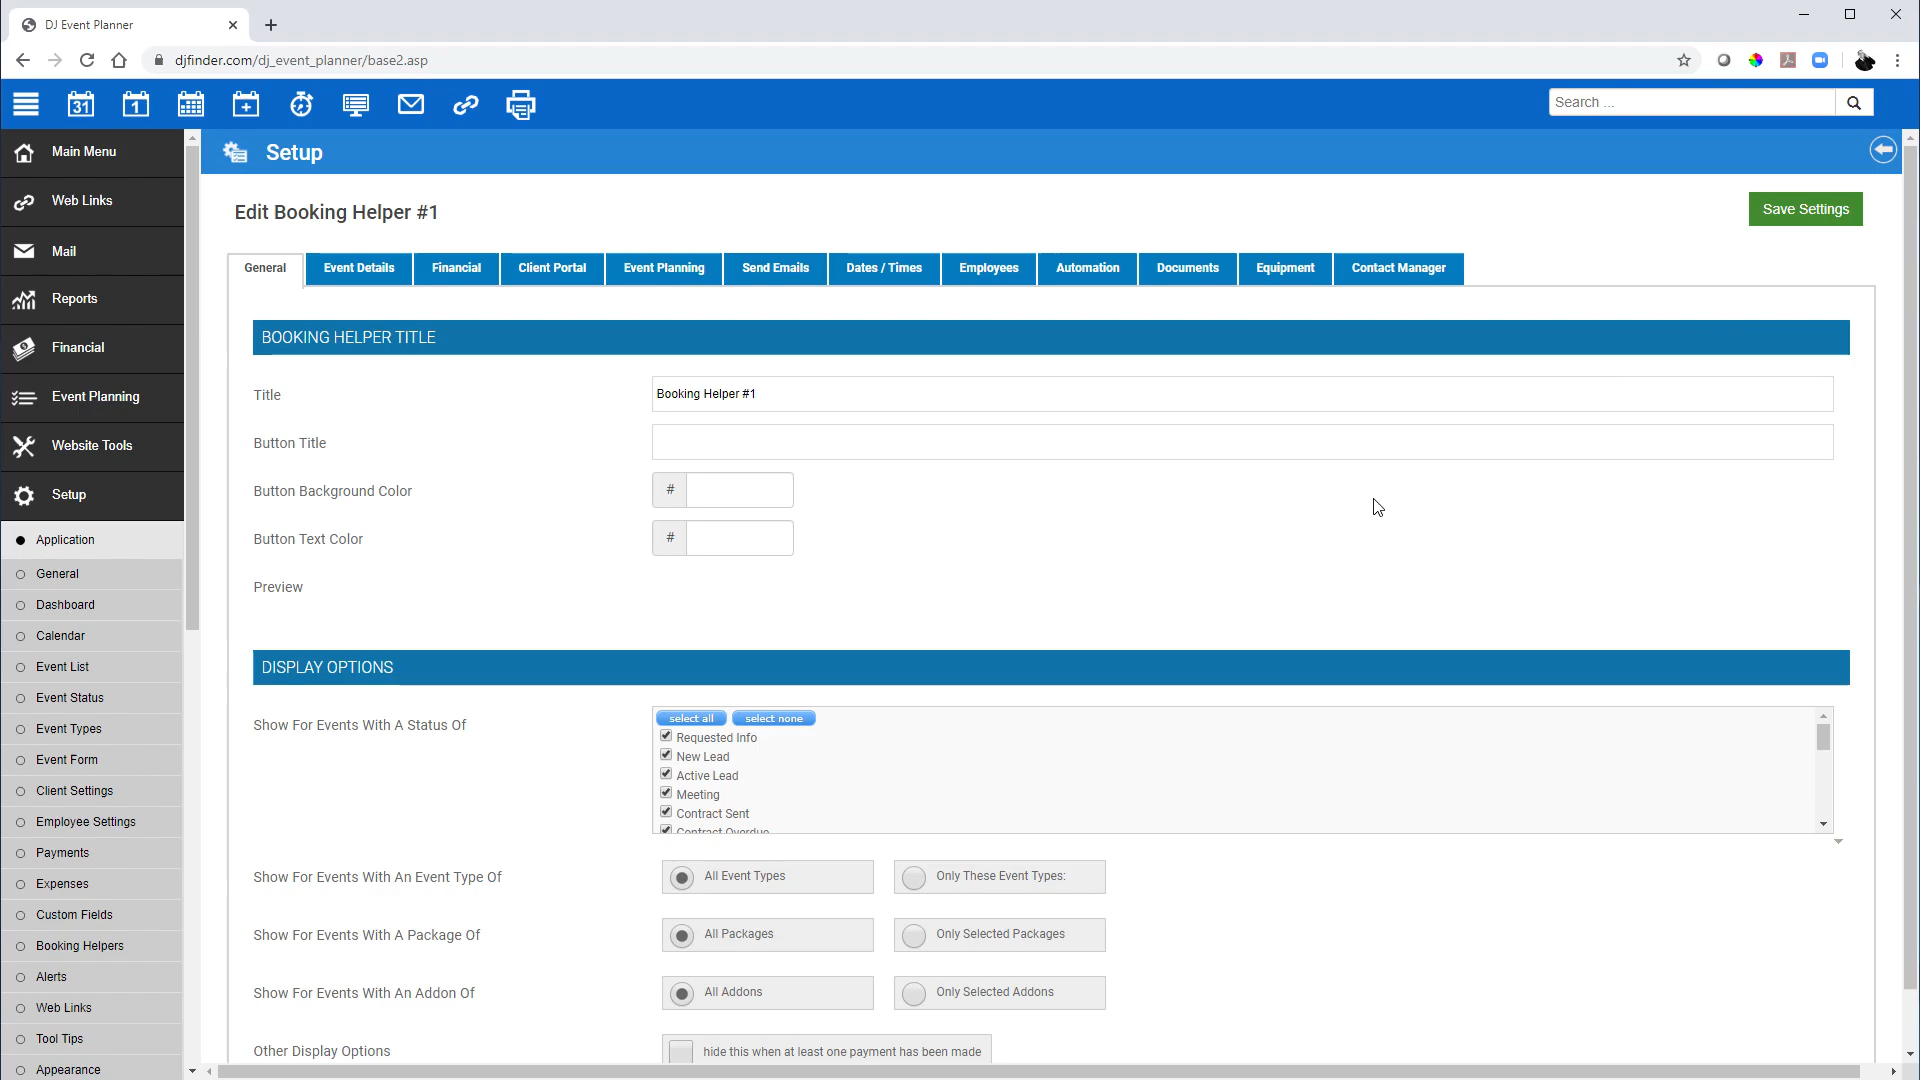 DJ Event Planner
djfinder.com/dj_event_planner/base2.asp
31
1
Search ...
Main Menu
Web Links
Mail
Reports
Financial
Event Planning
Website Tools
Setup
Application
General
Dashboard
Calendar
Event List
Event Status
Event Types
Event Form
Client Settings
Employee Settings
Payments
Expenses
Custom Fields
Booking Helpers
Alerts
Web Links
Tool Tips
Appearance
Setup
Edit Booking Helper #1
Save Settings
General Event Details Financial Client Portal Event Planning Send Emails Dates / Times Employees Automation Documents Equipment Contact Manager
BOOKING HELPER TITLE
Title Booking Helper #1
Button Title
Button Background Color #
Button Text Color #
Preview
DISPLAY OPTIONS
Show For Events With A Status Of
select all select none
Requested Info
New Lead
Active Lead
Meeting
Contract Sent
Contract Overdue
Show For Events With An Event Type Of All Event Types Only These Event Types:
Show For Events With A Package Of All Packages Only Selected Packages
Show For Events With An Addon Of All Addons Only Selected Addons
Other Display Options hide this when at least one payment has been made